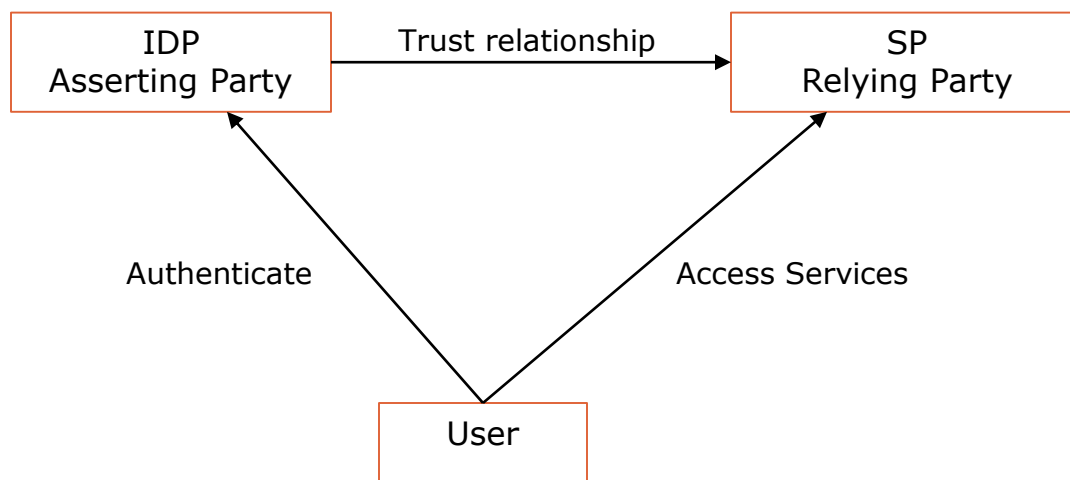 IDP
Asserting Party
Trust relationship
SP
Relying Party
Authenticate
Access Services
User